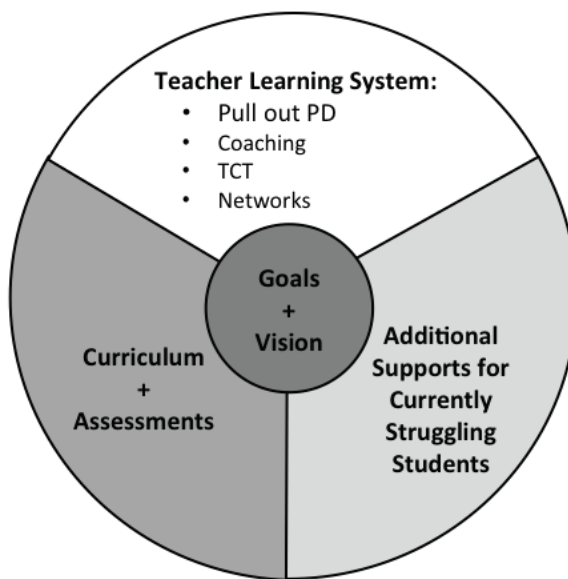 Teacher Learning System:
• Pull out PD
• Coaching
• TCT
• Networks
Goals
+
Vision
Curriculum
+
Assessments
Additional
Supports for
Currently
Struggling
Students